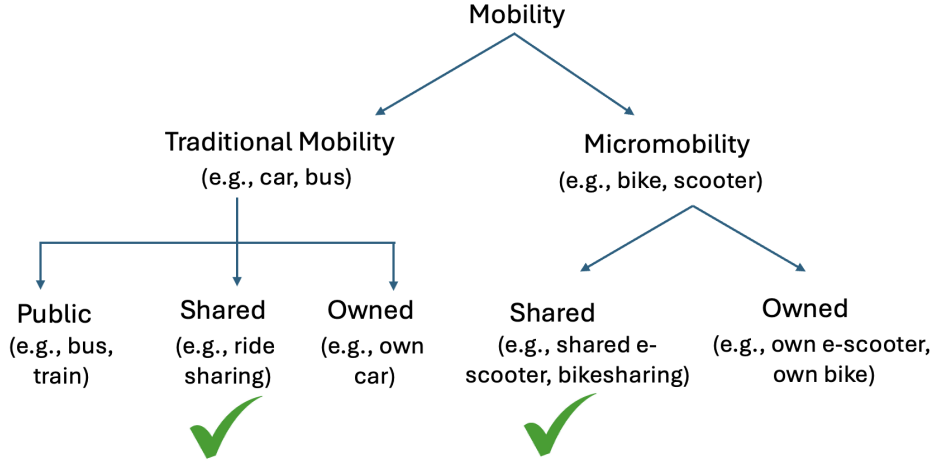 Mobility
Traditional Mobility
(e.g., car, bus)
Micromobility
(e.g., bike, scooter)
Public
(e.g., bus,
train)
Shared
(e.g., ride
sharing)
Owned
(e.g., own
car)
Shared
(e.g., shared e-
scooter, bikesharing)
Owned
(e.g., own e-scooter,
own bike)